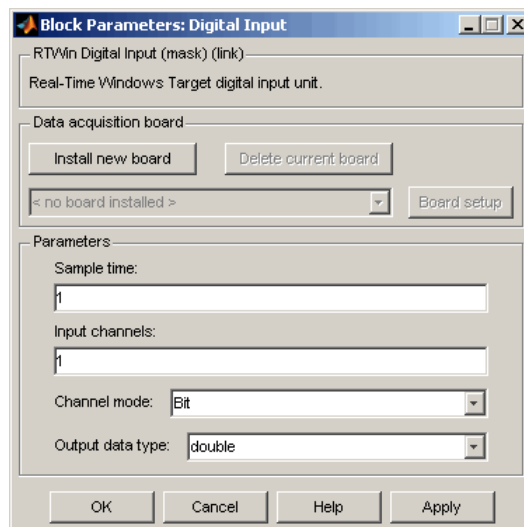 Block Parameters: Digital Input
RTWin Digital Input (mask) (link)
Real-Time Windows Target digital input unit.
Data acquisition board
Install new board
Delete current board
< no board installed >
Board setup
Parameters
Sample time:
1
Input channels:
1
Channel mode: Bit
Output data type: double
OK Cancel Help Apply